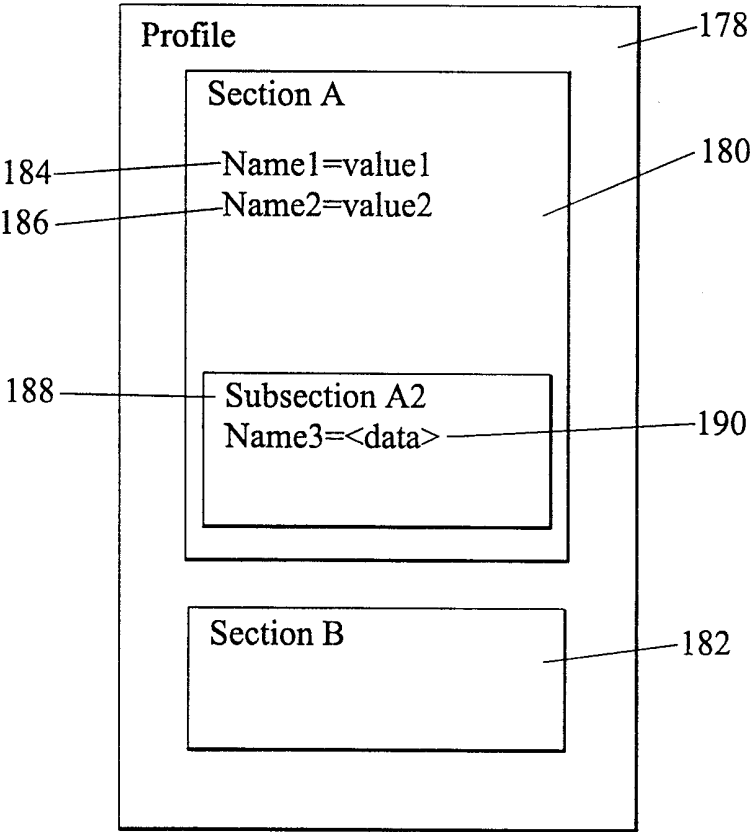 Profile
178
Section A
184
Name1=value1
180
186
Name2=value2
188
Subsection A2
Name3=<data>
190
Section B
182